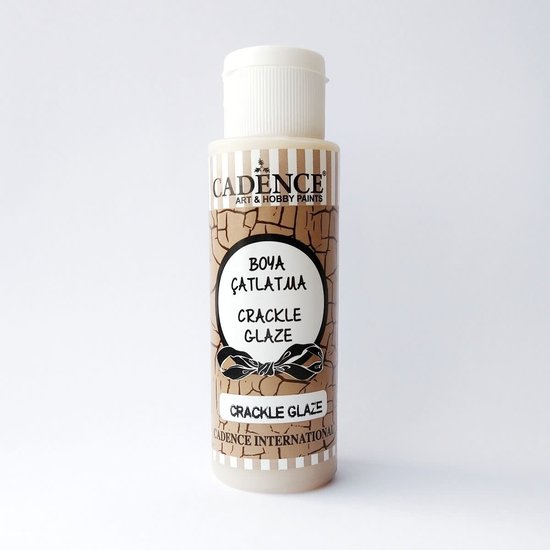 CADENCE®
ART & HOBBY PAINTS
BOYA
ÇATLATMA
CRACKLE
GLAZE
CRACKLE GLAZE
CADENCE INTERNATIONAL